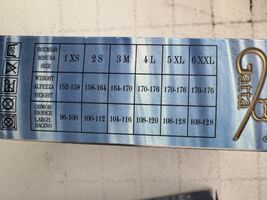 ROZMIAR
MISURA
SIZE
1 XS 2 S 3 M 4 L 5 XL 6 XXL
WZROST
ALTEZZA
HEIGHT
152-158 158-164 164-170 170-176 170-176 170-176
OBWÓD
BIODER
LARGH.
BACINO
96-100 100-112 104-116 108-120 108-128 108-128
Gatta